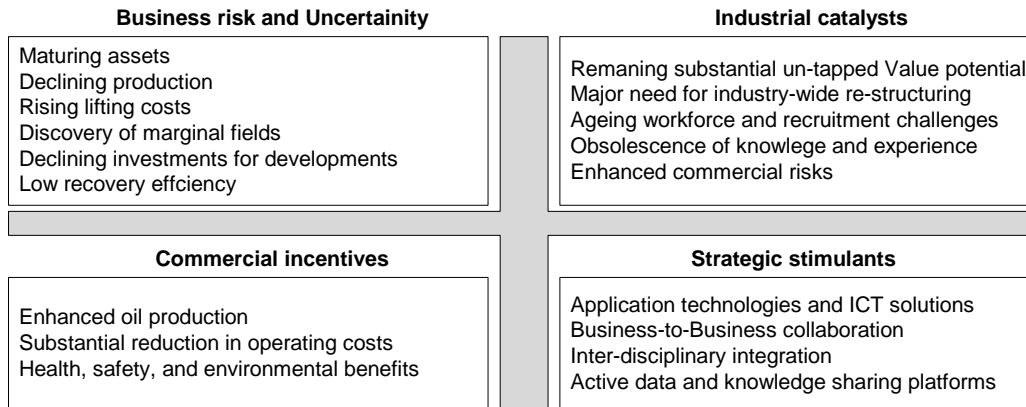 Business risk and Uncertainity
Maturing assets
Declining production
Rising lifting costs
Discovery of marginal fields
Declining investments for developments
Low recovery effciency
Industrial catalysts
Remaning substantial un-tapped Value potential
Major need for industry-wide re-structuring
Ageing workforce and recruitment challenges
Obsolescence of knowlege and experience
Enhanced commercial risks
Commercial incentives
Enhanced oil production
Substantial reduction in operating costs
Health, safety, and environmental benefits
Strategic stimulants
Application technologies and ICT solutions
Business-to-Business collaboration
Inter-disciplinary integration
Active data and knowledge sharing platforms